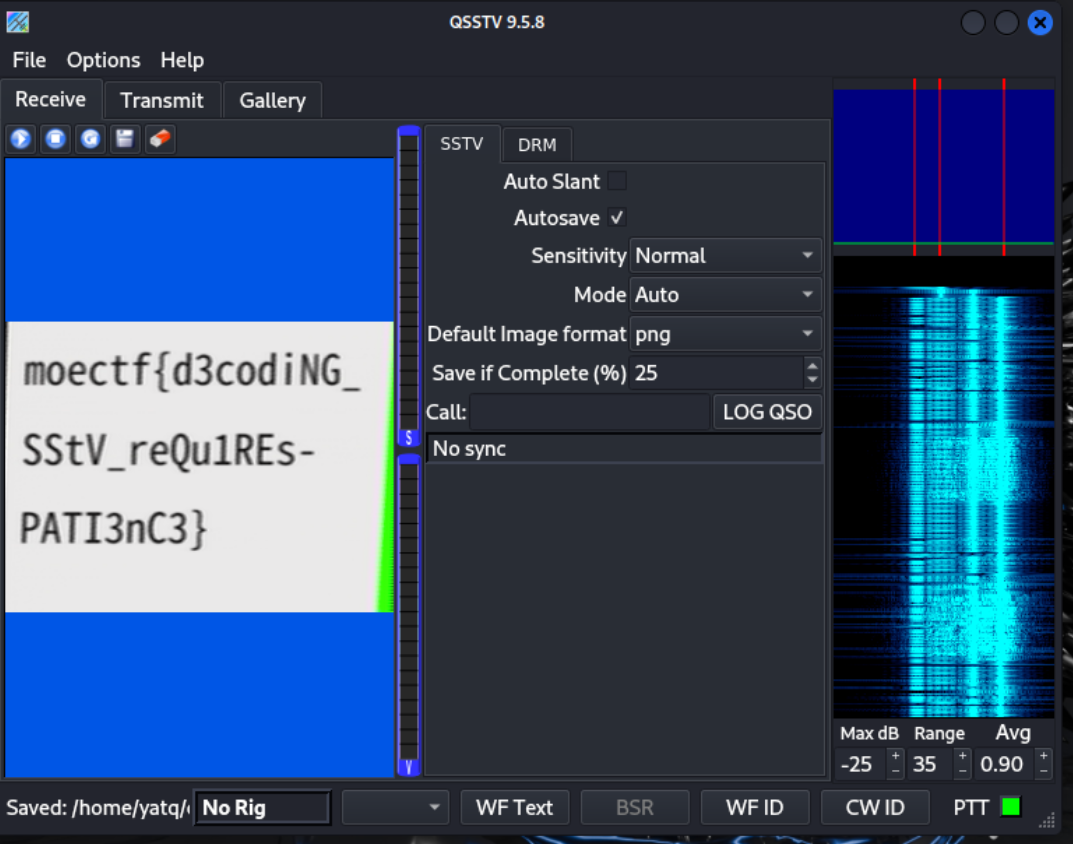 QSSTV 9.5.8
File Options Help
Receive Transmit Gallery
SSTV DRM
Auto Slant
Autosave ✓
Sensitivity Normal
Mode Auto
Default Image format png
Save if Complete (%) 25
Call: LOG QSO
No sync
moectf{d3codiNG_
SStV_reQu1REs-
PATI3nC3}
S
V
Max dB Range Avg
-25 + - 35 + - 0.90 + -
Saved: /home/yatq/ No Rig WF Text BSR WF ID CW ID PTT